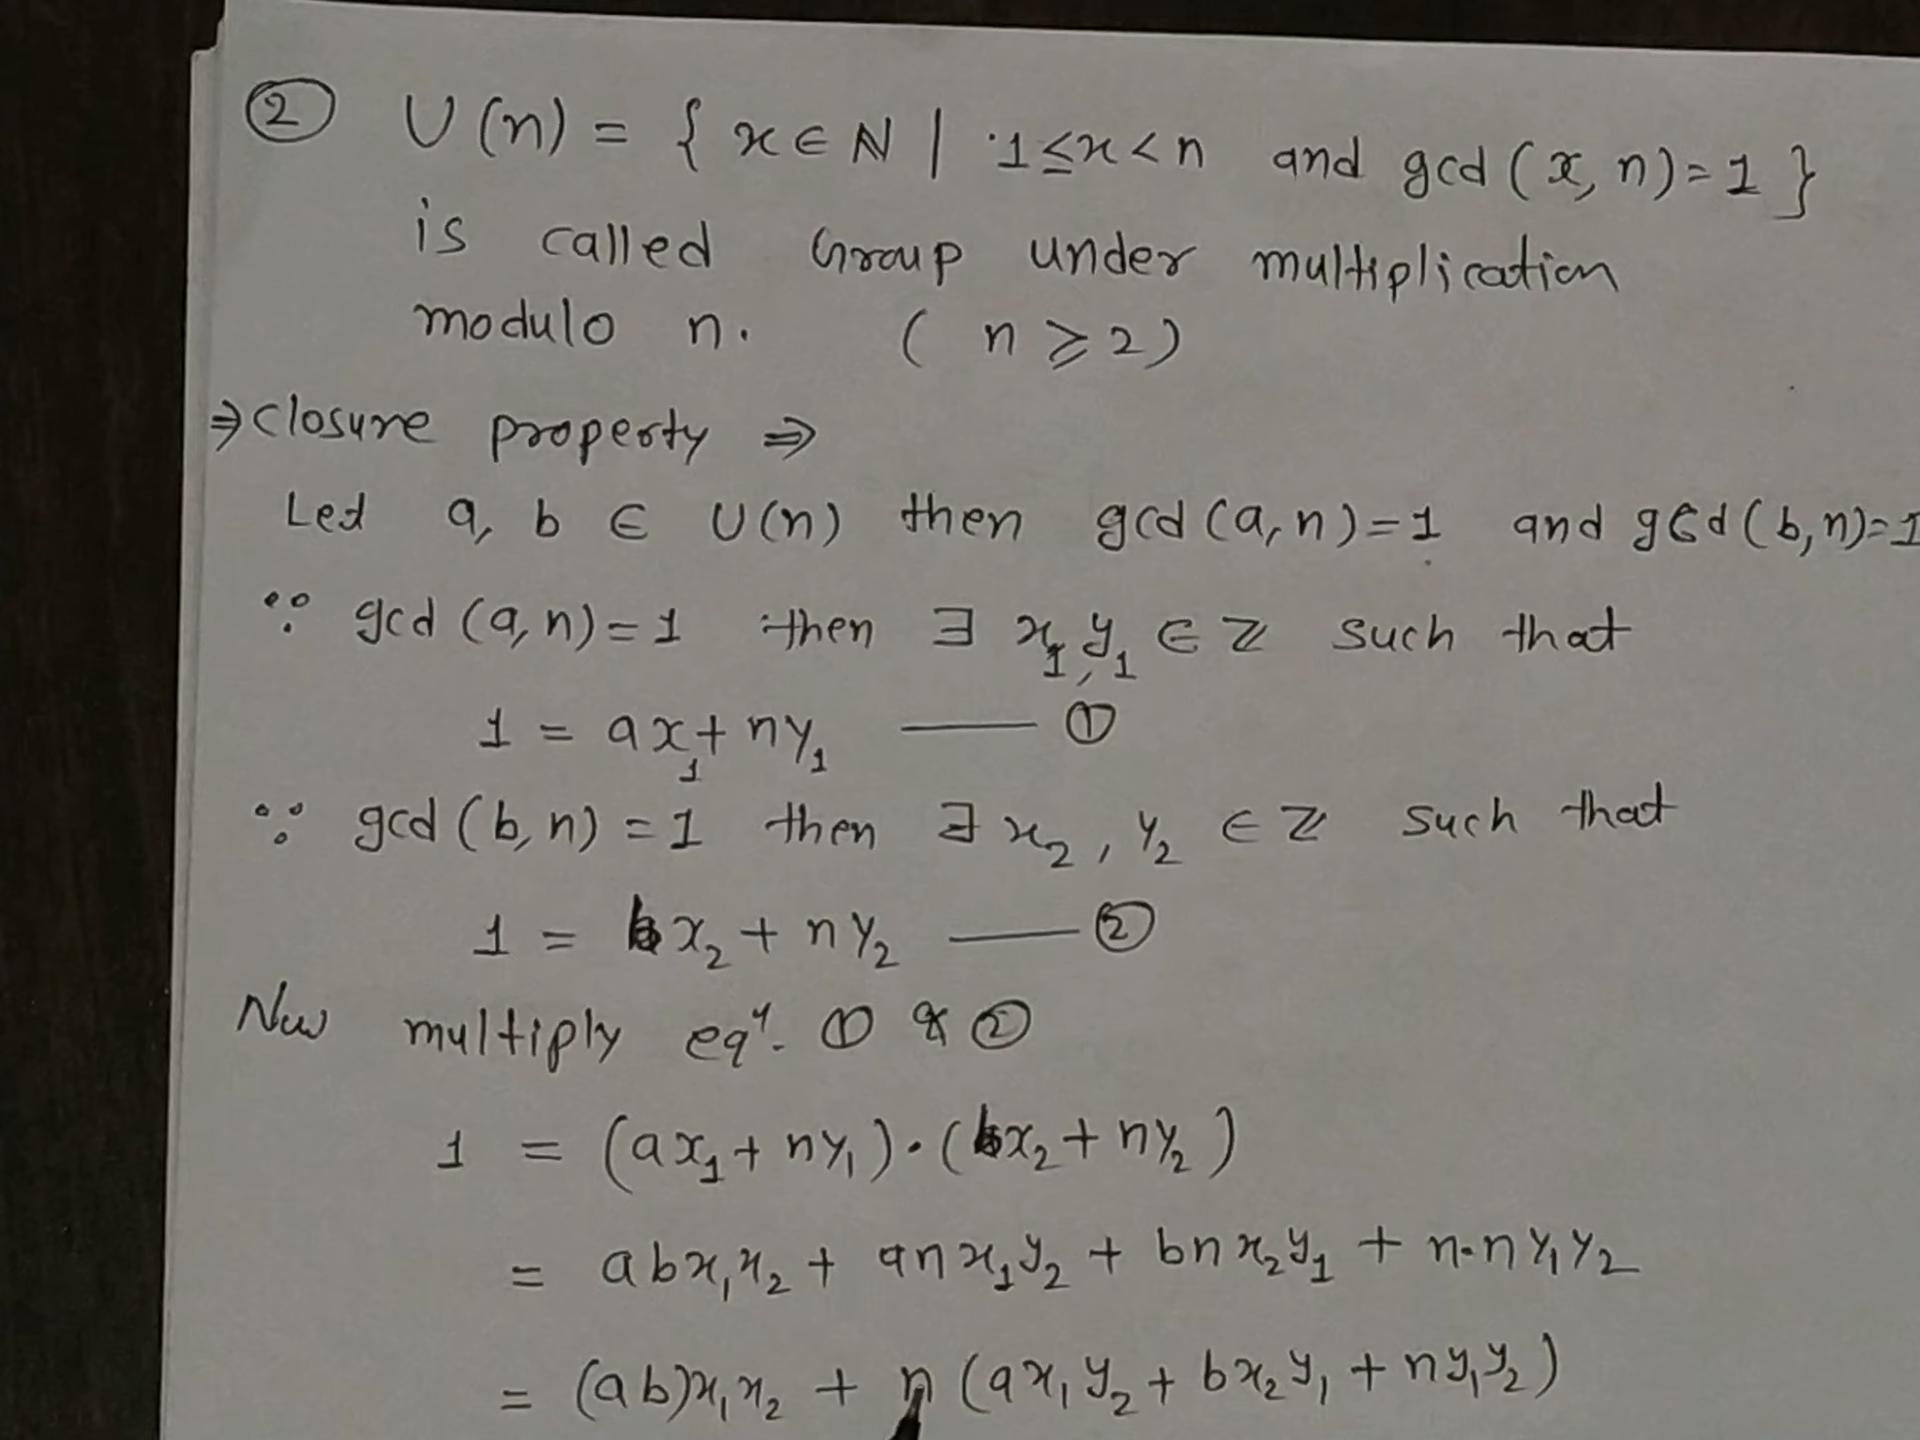 ② U(n) = { x ∈ ℕ | 1 ≤ x < n and gcd(x, n) = 1 }
is called Group under multiplication
modulo n. ( n ⩾ 2)
⇒ Closure property ⇒
Let a, b ∈ U(n) then gcd(a, n) = 1 and gcd(b, n) = 1
∵ gcd(a, n) = 1 then ∃ x₁, y₁ ∈ ℤ such that
1 = ax₁ + ny₁ —— ①
∵ gcd(b, n) = 1 then ∃ x₂, y₂ ∈ ℤ such that
1 = bx₂ + ny₂ —— ②
Now multiply eqⁿ. ① & ②
1 = (ax₁ + ny₁)·(bx₂ + ny₂)
= abx₁x₂ + anx₁y₂ + bnx₂y₁ + n·ny₁y₂
= (ab)x₁x₂ + n(ax₁y₂ + bx₂y₁ + ny₁y₂)